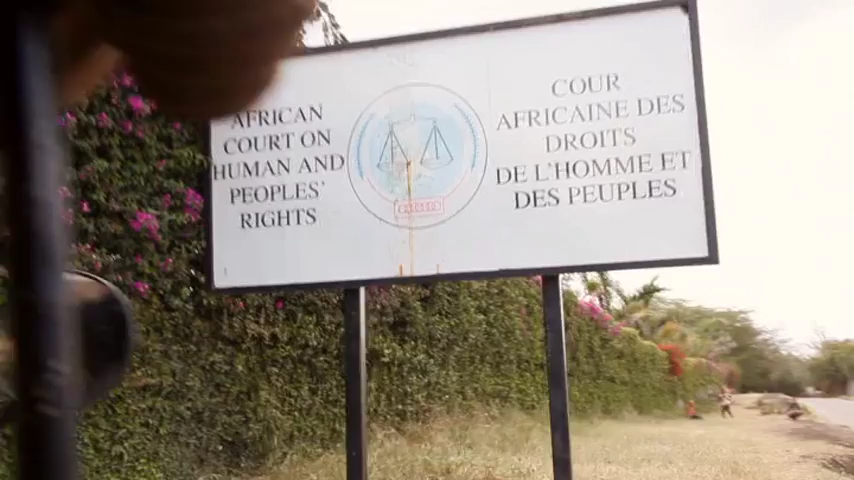 AFRICAN
COURT ON
HUMAN AND
PEOPLES'
RIGHTS
COUR
AFRICAINE DES
DROITS
DE L'HOMME ET
DES PEUPLES